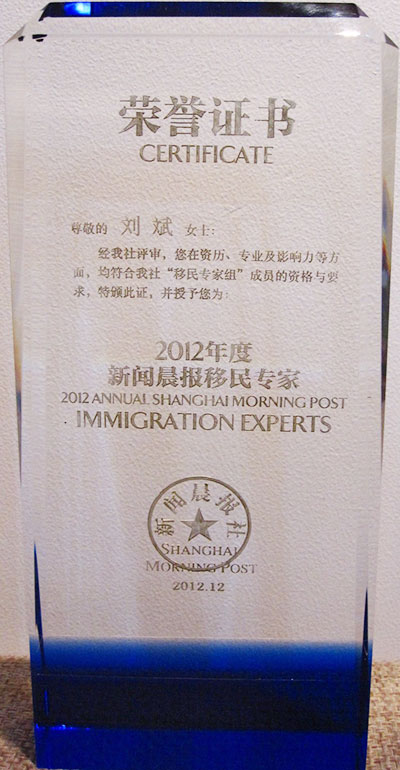 荣誉证书
CERTIFICATE
尊敬的 刘斌 女士:
经我社评审，您在资历、专业及影响力等方
面，均符合我社“移民专家组”成员的资格与要
求，特颁此证，并授予您为:
2012年度
新闻晨报移民专家
2012 ANNUAL SHANGHAI MORNING POST
IMMIGRATION EXPERTS
新闻晨报社
SHANGHAI
MORNING POST
2012.12